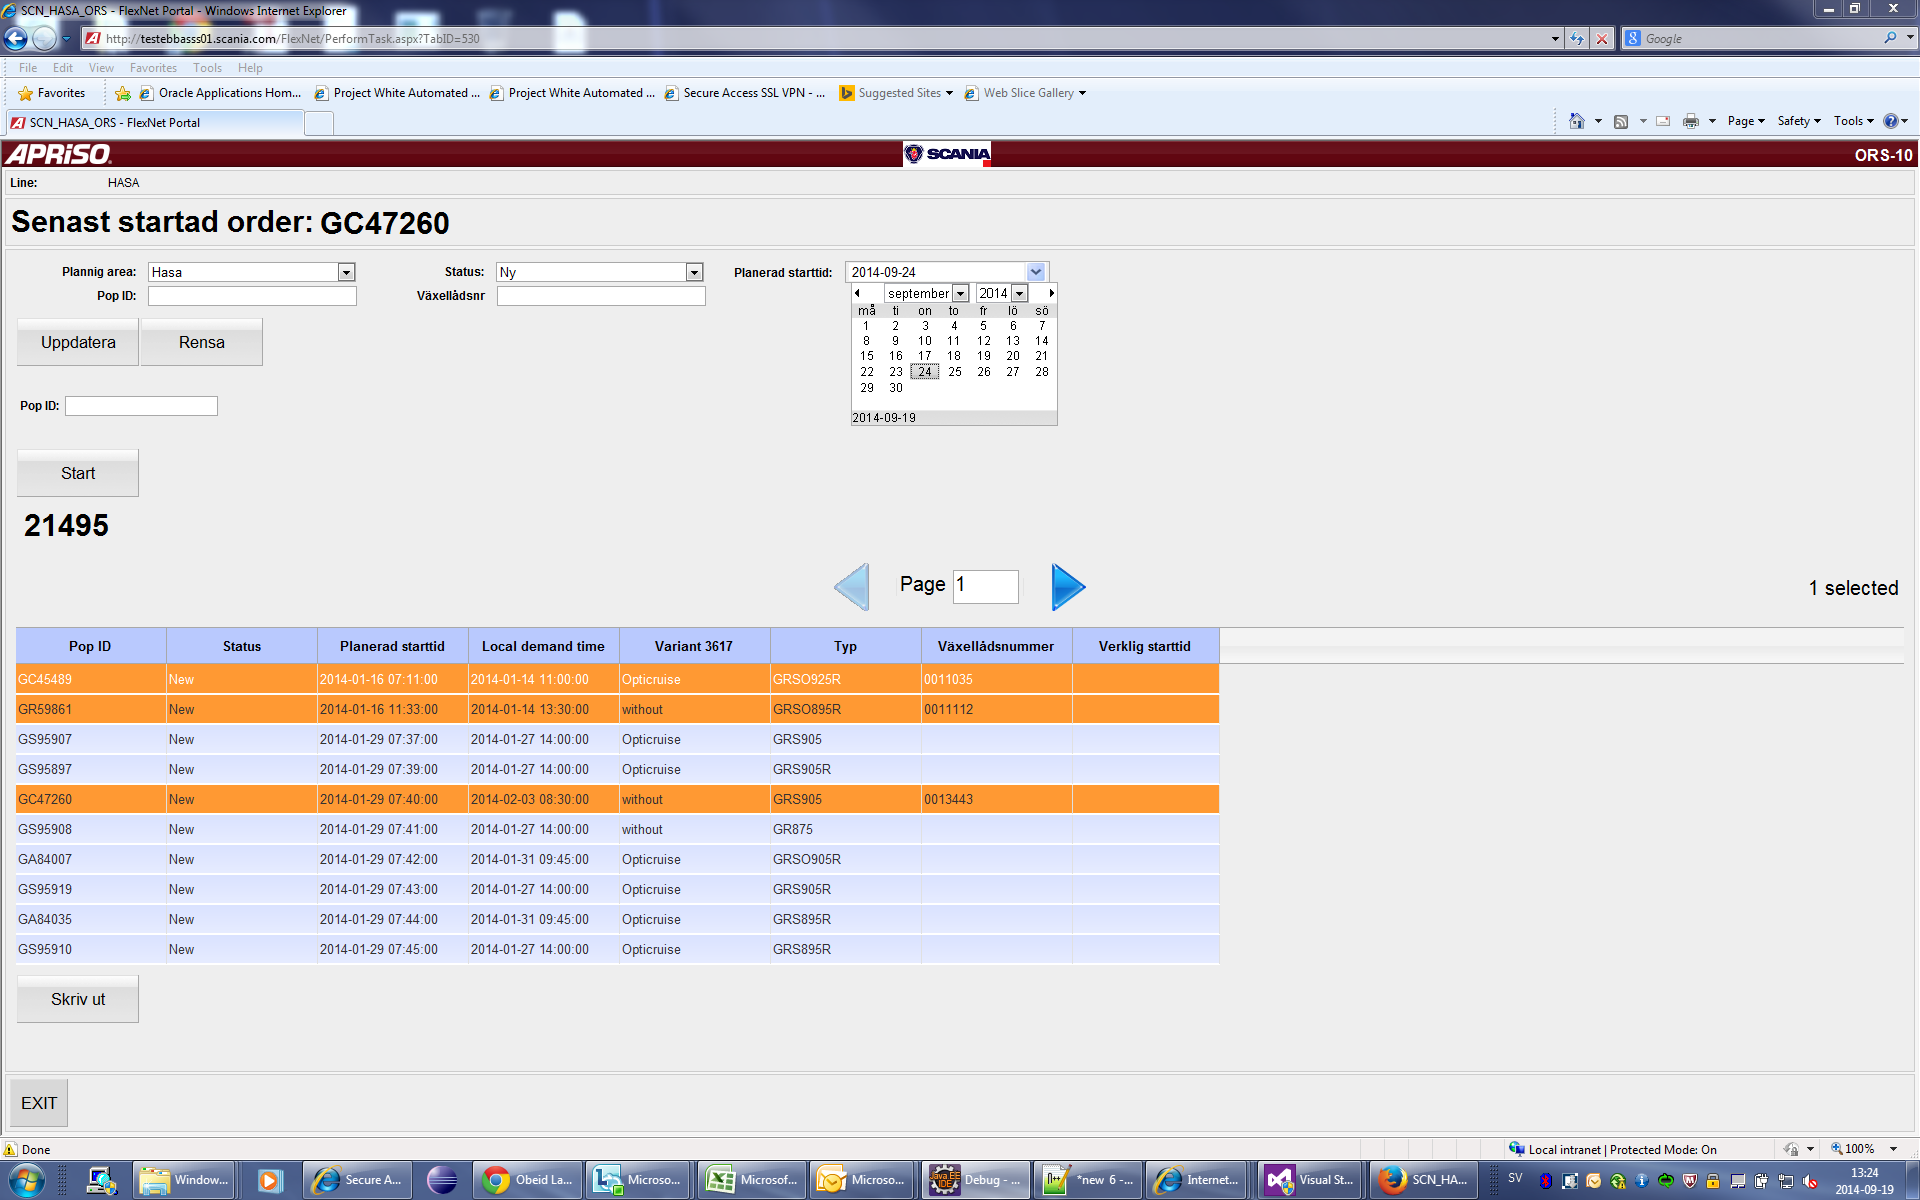 SCN_HASA_ORS - FlexNet Portal - Windows Internet Explorer
http://testebbasss01.scania.com/FlexNet/PerformTask.aspx?TabID=530
Google
File Edit View Favorites Tools Help
Favorites Oracle Applications Hom... Project White Automated ... Project White Automated ... Secure Access SSL VPN - ... Suggested Sites Web Slice Gallery
SCN_HASA_ORS - FlexNet Portal
Page Safety Tools
APRISO SCANIA ORS-10
Line: HASA
Senast startad order: GC47260
Plannig area: Hasa Status: Ny Planerad starttid: 2014-09-24
Pop ID: Växellådsnr
september 2014
må ti on to fr lö sö
1 2 3 4 5 6 7
8 9 10 11 12 13 14
15 16 17 18 19 20 21
22 23 24 25 26 27 28
29 30
2014-09-19
Uppdatera Rensa
Pop ID:
Start
21495
Page 1
1 selected
Pop ID Status Planerad starttid Local demand time Variant 3617 Typ Växellådsnummer Verklig starttid
GC45489 New 2014-01-16 07:11:00 2014-01-14 11:00:00 Opticruise GRSO925R 0011035
GR59861 New 2014-01-16 11:33:00 2014-01-14 13:30:00 without GRSO895R 0011112
GS95907 New 2014-01-29 07:37:00 2014-01-27 14:00:00 Opticruise GRS905
GS95897 New 2014-01-29 07:39:00 2014-01-27 14:00:00 Opticruise GRS905R
GC47260 New 2014-01-29 07:40:00 2014-02-03 08:30:00 without GRS905 0013443
GS95908 New 2014-01-29 07:41:00 2014-01-27 14:00:00 without GR875
GA84007 New 2014-01-29 07:42:00 2014-01-31 09:45:00 Opticruise GRSO905R
GS95919 New 2014-01-29 07:43:00 2014-01-27 14:00:00 Opticruise GRS905R
GA84035 New 2014-01-29 07:44:00 2014-01-31 09:45:00 Opticruise GRS895R
GS95910 New 2014-01-29 07:45:00 2014-01-27 14:00:00 Opticruise GRS895R
Skriv ut
EXIT
Done
Local intranet | Protected Mode: On
100%
Window... Secure A... Obeid La... Microso... Microsof... Microso... Debug - ... *new 6 -... Internet... Visual St... SCN_HA...
SV
13:24
2014-09-19